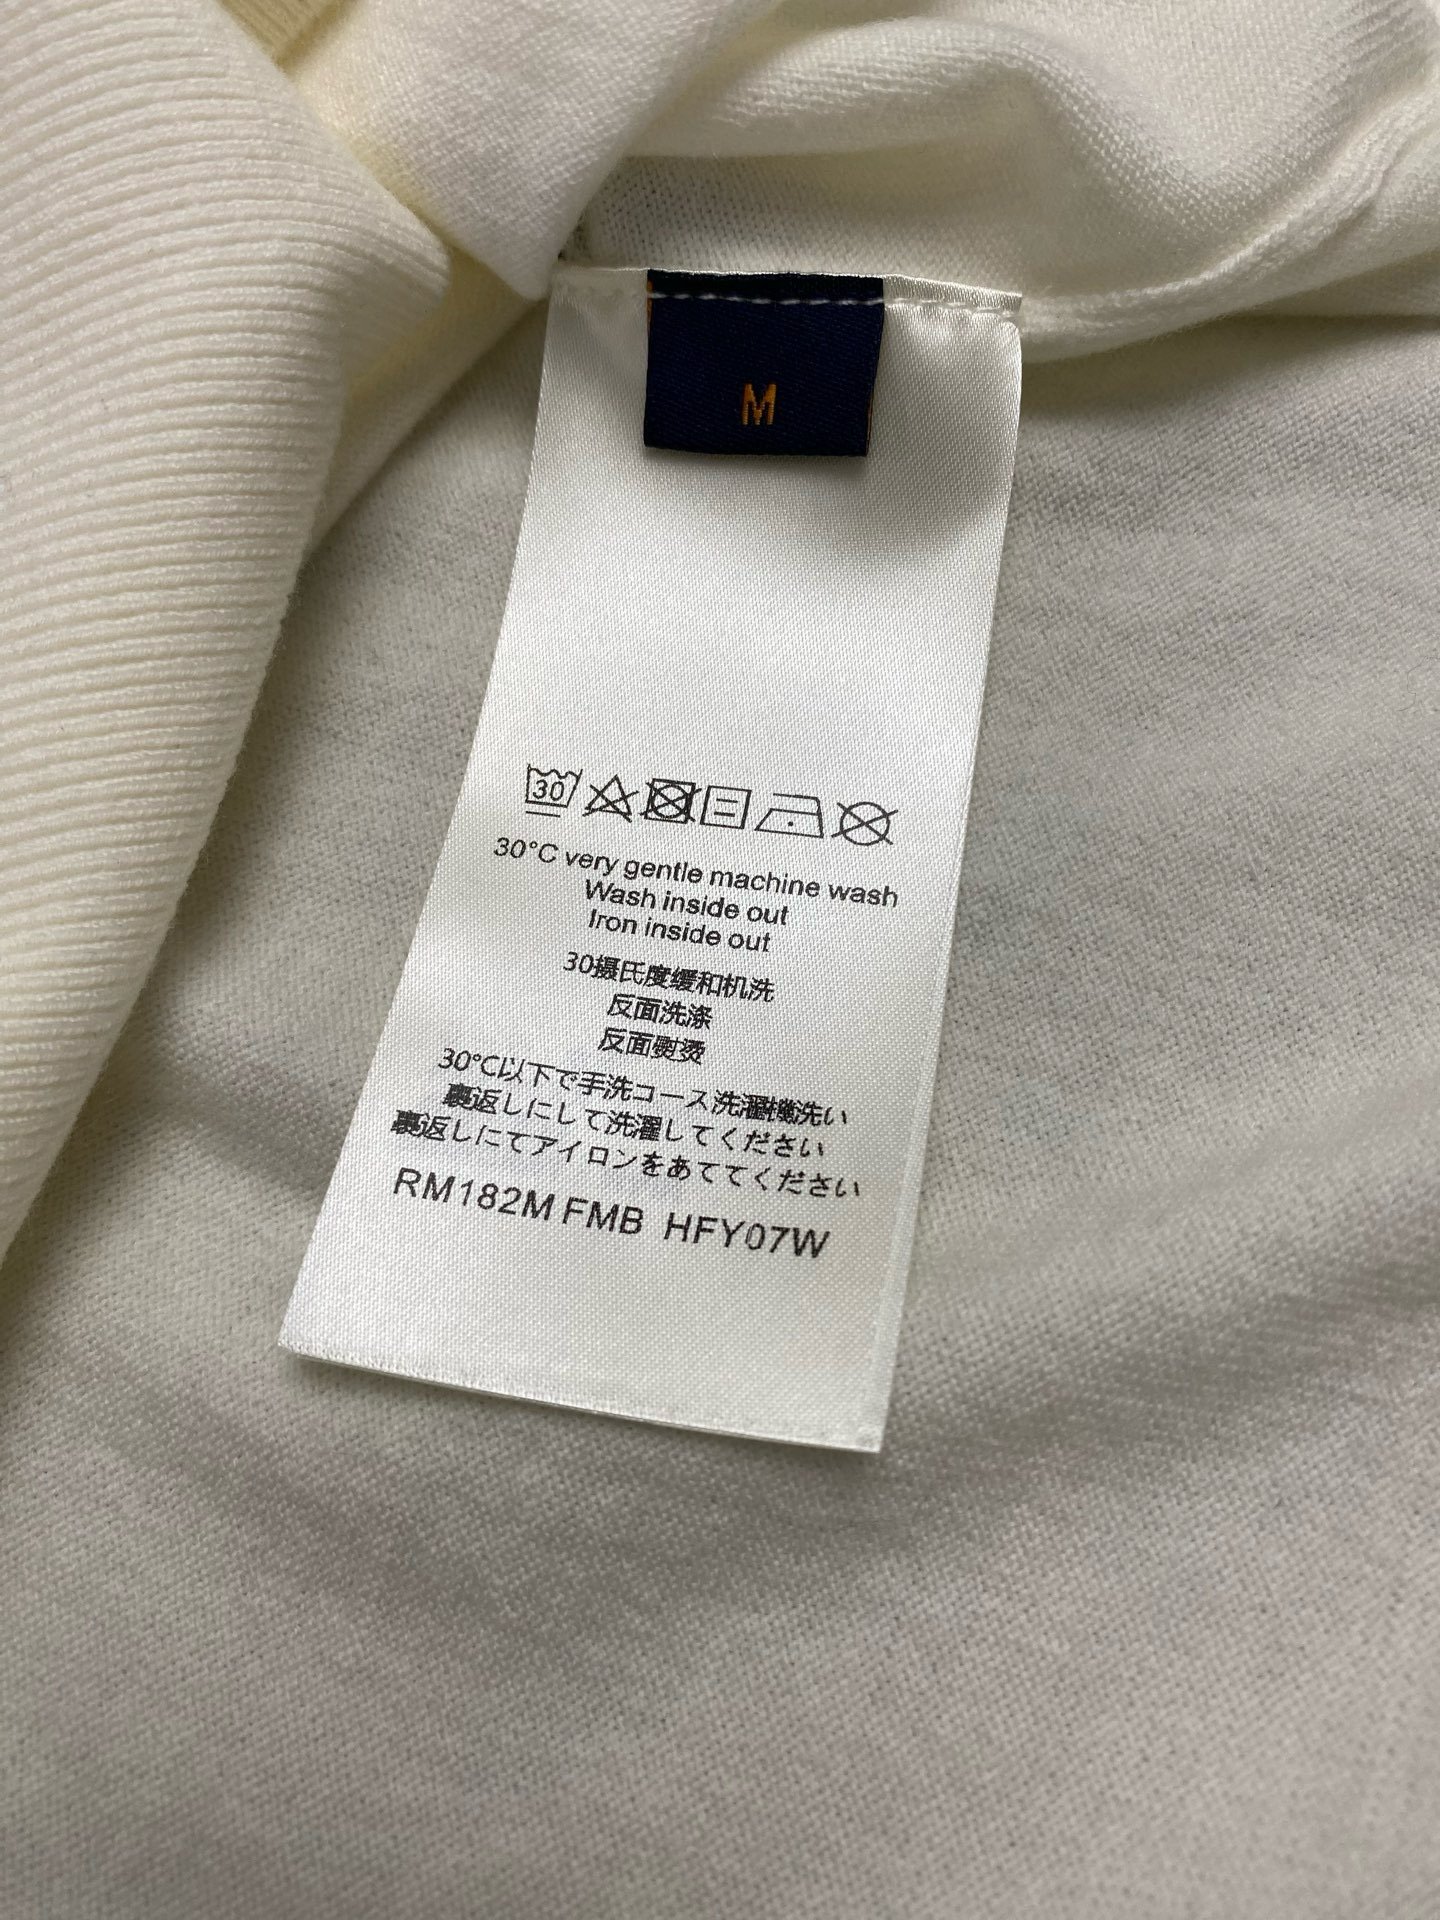 M
30
30°C very gentle machine wash
Wash inside out
Iron inside out
30摄氏度缓和机洗
反面洗涤
反面熨烫
30°C以下で手洗コース洗濯機洗い
裏返しにして洗濯してください
裏返しにてアイロンをあててください
RM182M FMB HFY07W